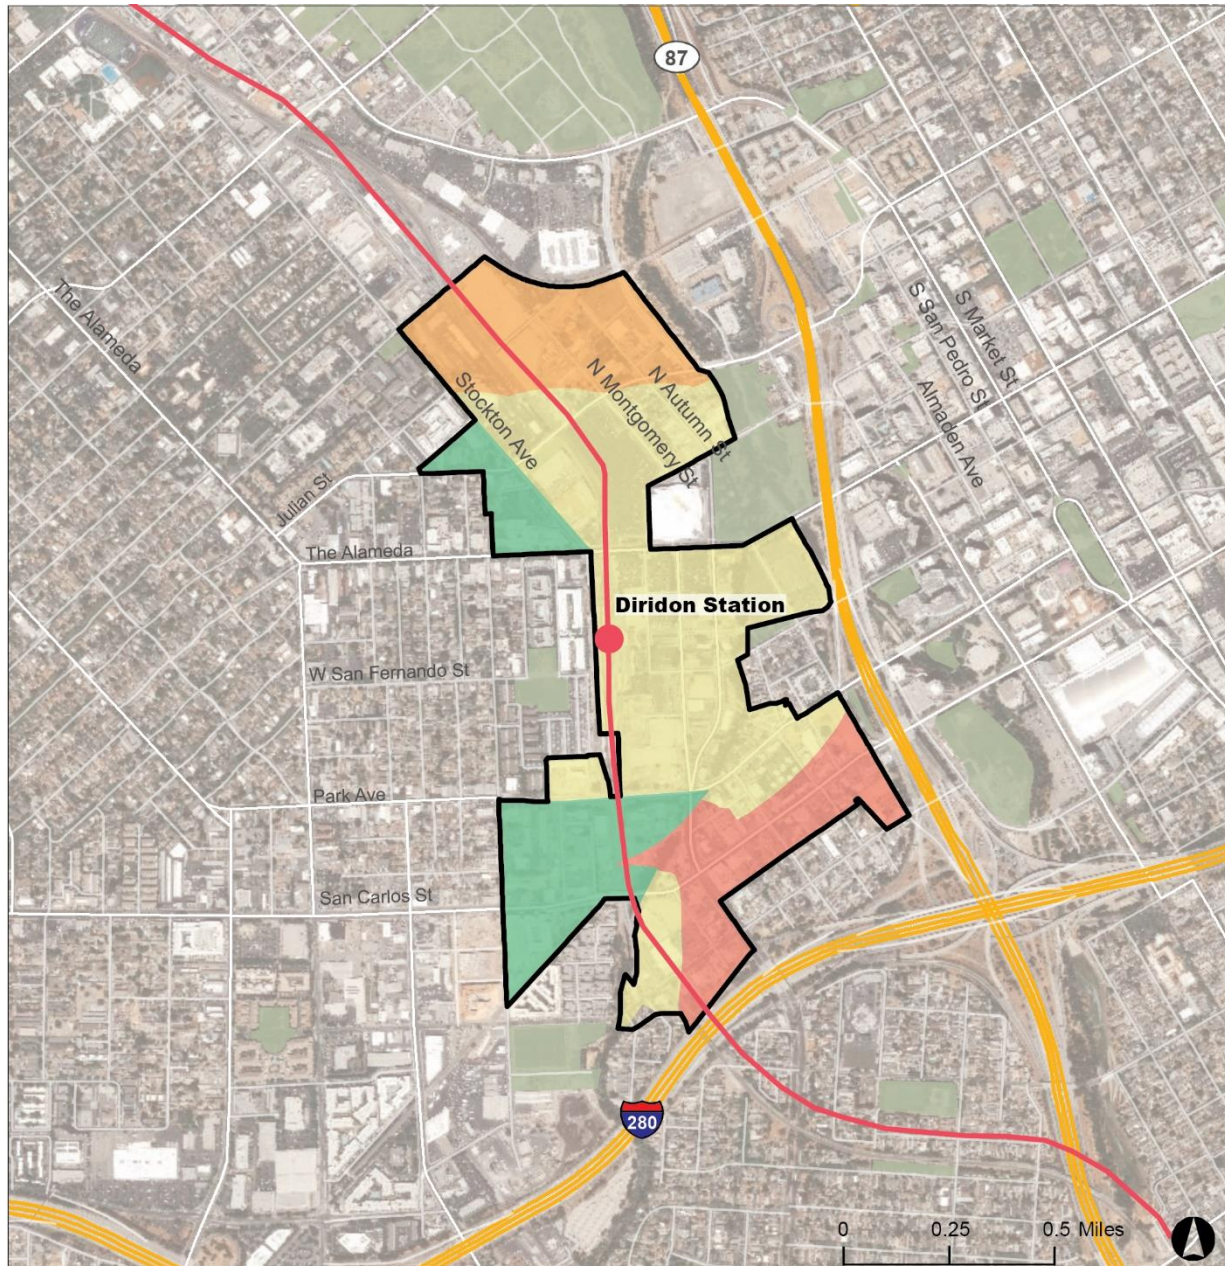 87
The Alameda
S Market St
S San Pedro St
Almaden Ave
Stockton Ave
N Montgomery St
N Autumn St
Julian St
The Alameda
Diridon Station
W San Fernando St
Park Ave
San Carlos St
280
0 0.25 0.5 Miles